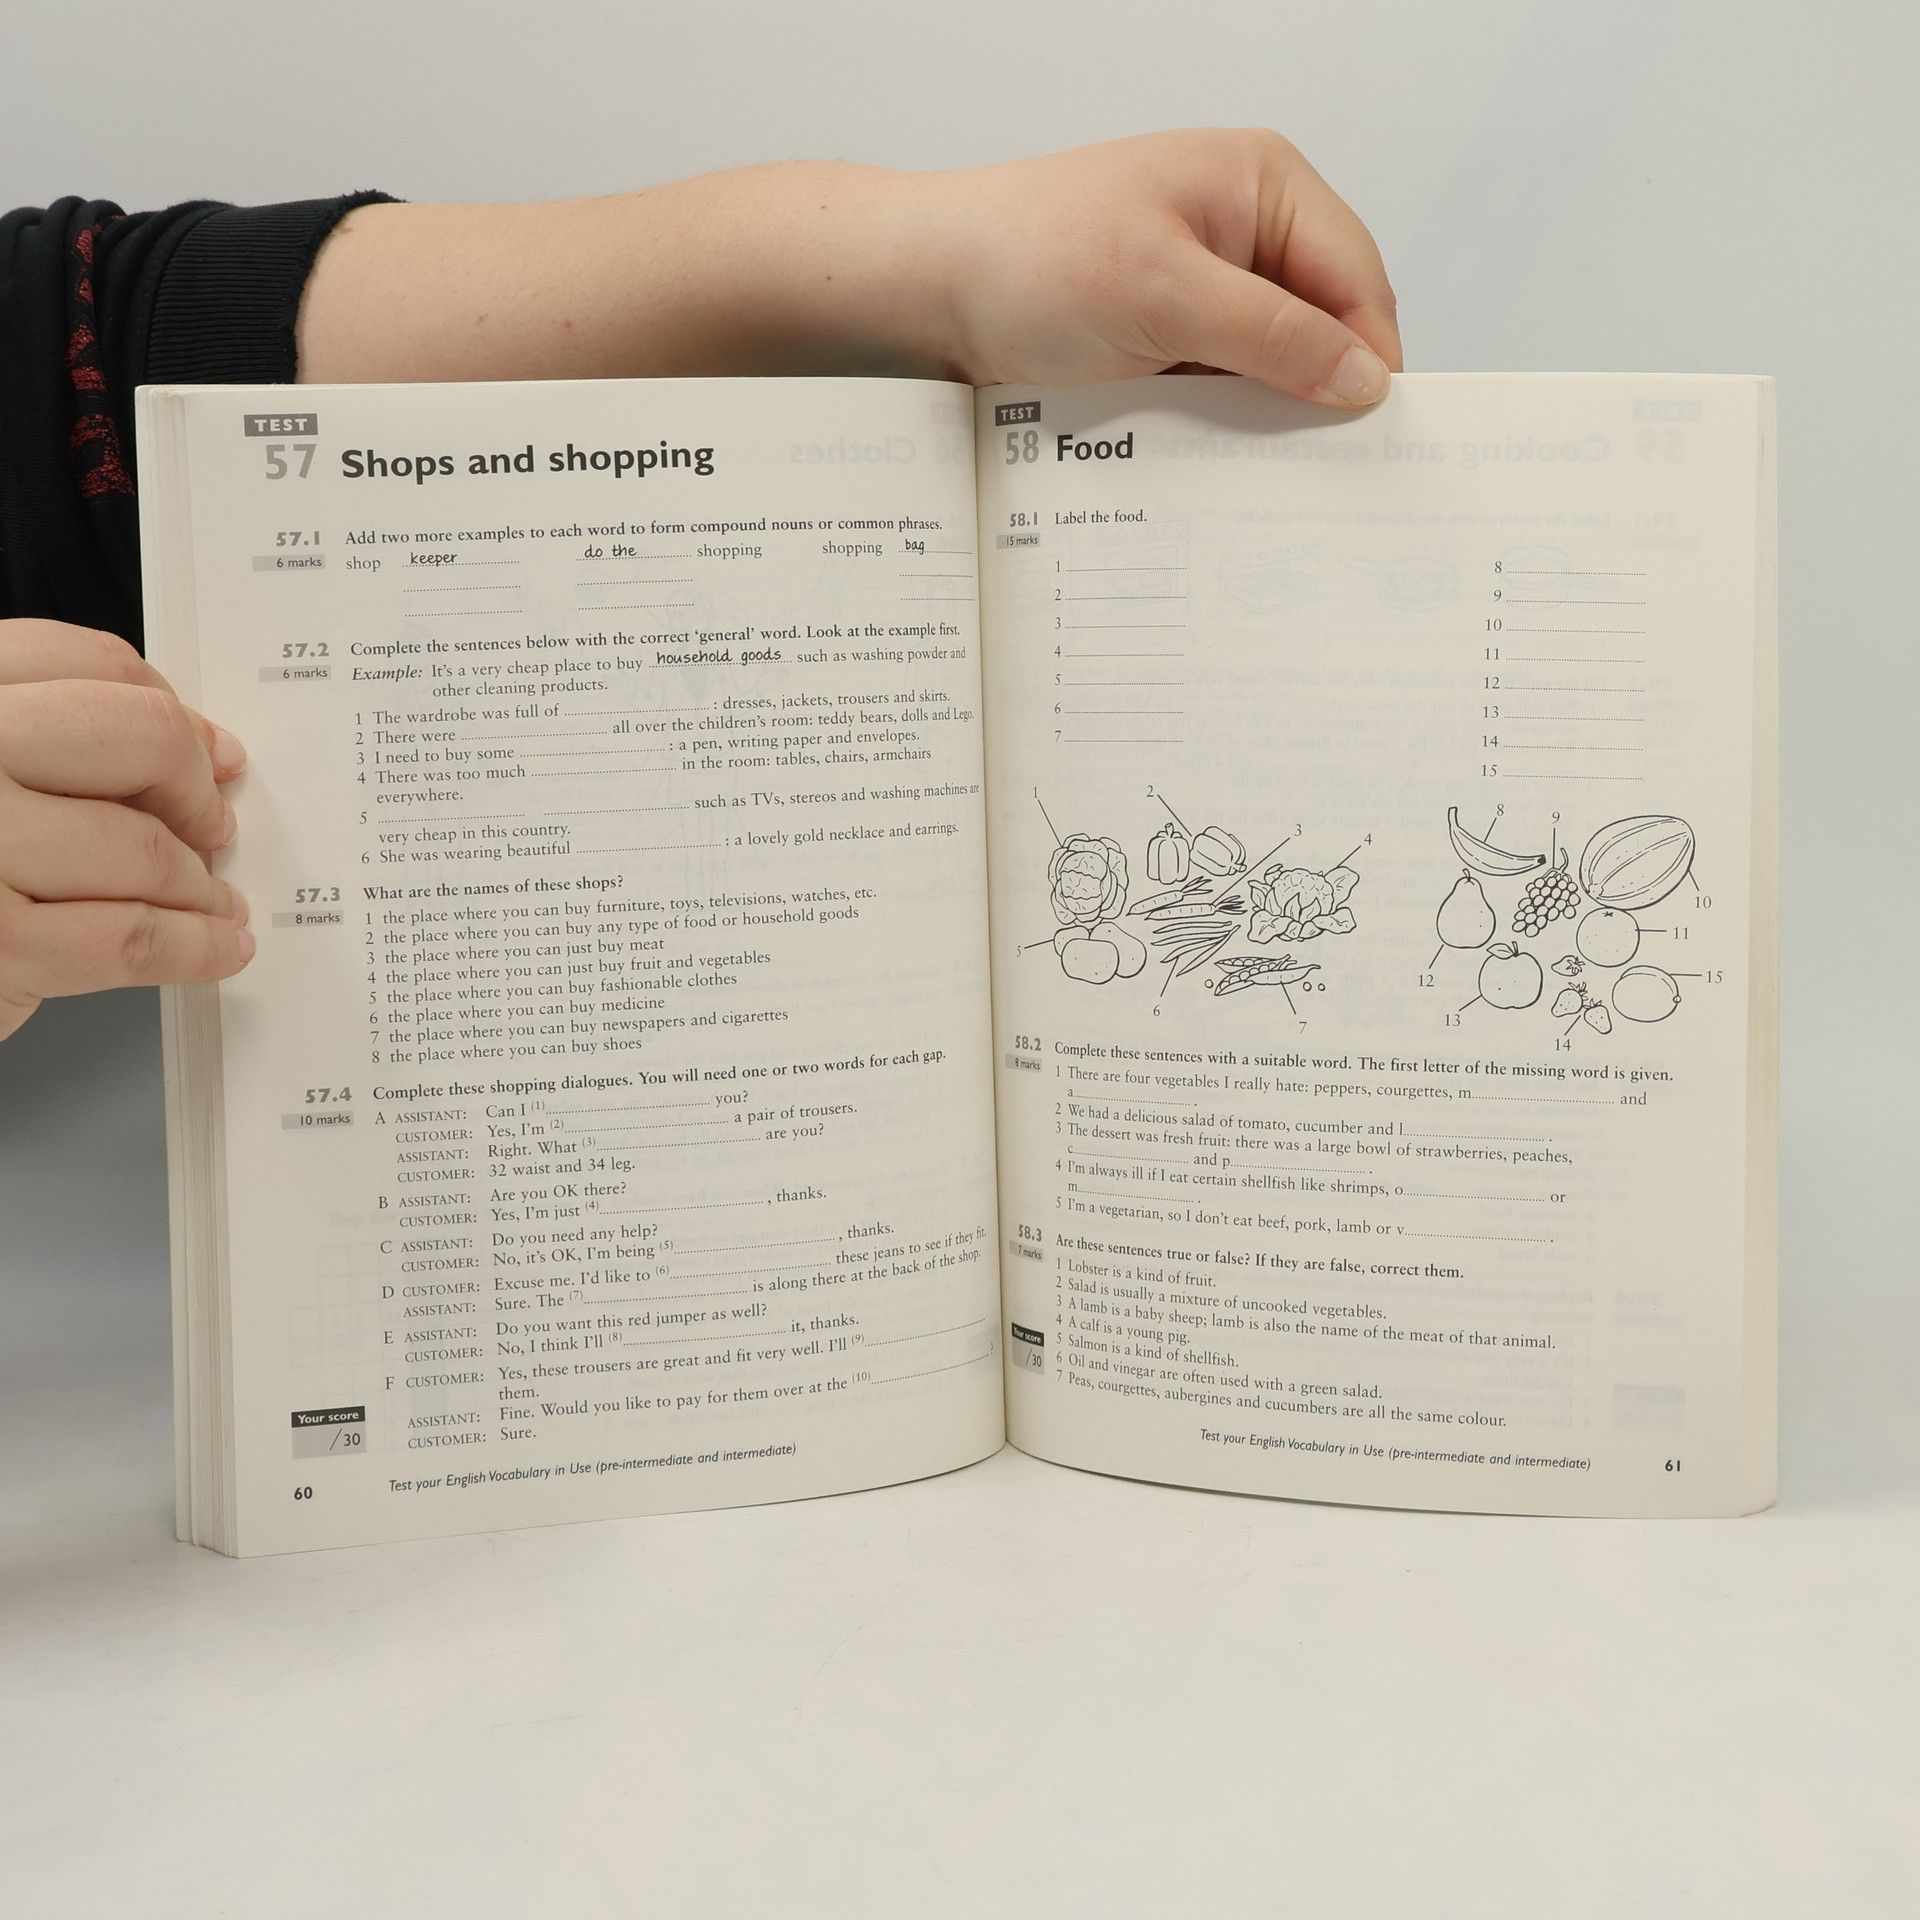 TEST
57 Shops and shopping
57.1 Add two more examples to each word to form compound nouns or common phrases.
6 marks shop keeper do the shopping shopping bag
57.2 Complete the sentences below with the correct ‘general’ word. Look at the example first.
6 marks Example: It’s a very cheap place to buy household goods such as washing powder and
other cleaning products.
1 The wardrobe was full of : dresses, jackets, trousers and skirts.
2 There were all over the children’s room: teddy bears, dolls and Lego.
3 I need to buy some : a pen, writing paper and envelopes.
4 There was too much in the room: tables, chairs, armchairs
everywhere.
5 such as TVs, stereos and washing machines are
very cheap in this country.
6 She was wearing beautiful : a lovely gold necklace and earrings.
57.3 What are the names of these shops?
8 marks 1 the place where you can buy furniture, toys, televisions, watches, etc.
2 the place where you can buy any type of food or household goods
3 the place where you can just buy meat
4 the place where you can just buy fruit and vegetables
5 the place where you can buy fashionable clothes
6 the place where you can buy medicine
7 the place where you can buy newspapers and cigarettes
8 the place where you can buy shoes
57.4 Complete these shopping dialogues. You will need one or two words for each gap.
10 marks A ASSISTANT: Can I (1) you?
CUSTOMER: Yes, I’m (2) a pair of trousers.
ASSISTANT: Right. What (3) are you?
CUSTOMER: 32 waist and 34 leg.
B ASSISTANT: Are you OK there?
CUSTOMER: Yes, I’m just (4) , thanks.
C ASSISTANT: Do you need any help?
CUSTOMER: No, it’s OK, I’m being (5) , thanks.
D CUSTOMER: Excuse me. I’d like to (6) these jeans to see if they fit.
ASSISTANT: Sure. The (7) is along there at the back of the shop.
E ASSISTANT: Do you want this red jumper as well?
CUSTOMER: No, I think I’ll (8) it, thanks.
F CUSTOMER: Yes, these trousers are great and fit very well. I’ll (9)
them.
ASSISTANT: Fine. Would you like to pay for them over at the (10) ?
CUSTOMER: Sure.
Your score
/30
60 Test your English Vocabulary in Use (pre-intermediate and intermediate)
TEST
58 Food
58.1 Label the food.
15 marks
1 8
2 9
3 10
4 11
5 12
6 13
7 14
15
1 2 3 4 5 6 7
8 9 10 11 12 13 14 15
58.2 Complete these sentences with a suitable word. The first letter of the missing word is given.
8 marks 1 There are four vegetables I really hate: peppers, courgettes, m and
a .
2 We had a delicious salad of tomato, cucumber and l .
3 The dessert was fresh fruit: there was a large bowl of strawberries, peaches,
c and p .
4 I’m always ill if I eat certain shellfish like shrimps, o or
m .
5 I’m a vegetarian, so I don’t eat beef, pork, lamb or v .
58.3 Are these sentences true or false? If they are false, correct them.
7 marks 1 Lobster is a kind of fruit.
2 Salad is usually a mixture of uncooked vegetables.
3 A lamb is a baby sheep; lamb is also the name of the meat of that animal.
4 A calf is a young pig.
5 Salmon is a kind of shellfish.
6 Oil and vinegar are often used with a green salad.
7 Peas, courgettes, aubergines and cucumbers are all the same colour.
Your score
/30
Test your English Vocabulary in Use (pre-intermediate and intermediate) 61